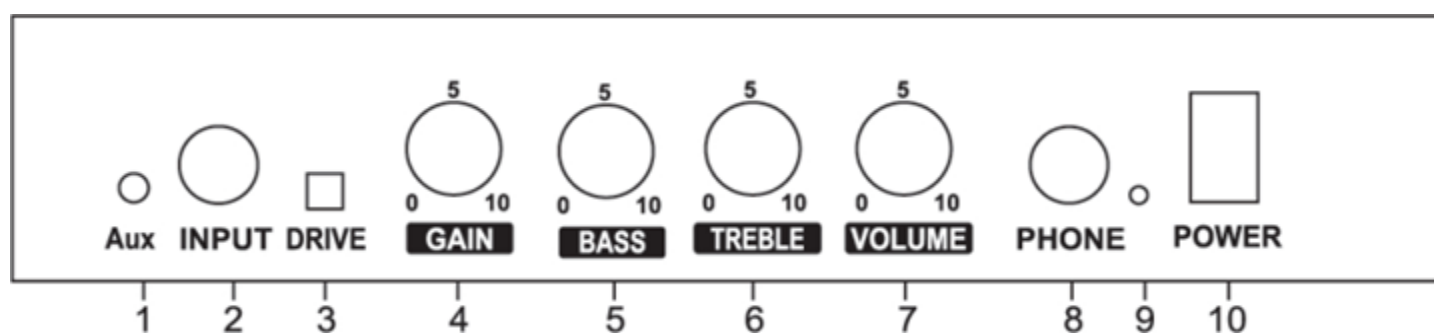 5 5 5 5
0 10 0 10 0 10 0 10
Aux INPUT DRIVE GAIN BASS TREBLE VOLUME PHONE POWER
1 2 3 4 5 6 7 8 9 10